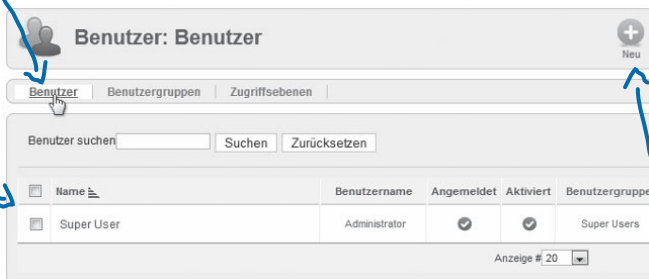 Benutzer: Benutzer
Neu
Benutzer Benutzergruppen Zugriffsebenen
Benutzer suchen Suchen Zurücksetzen
Name Benutzername Angemeldet Aktiviert Benutzergruppe
Super User Administrator Super Users
Anzeige # 20